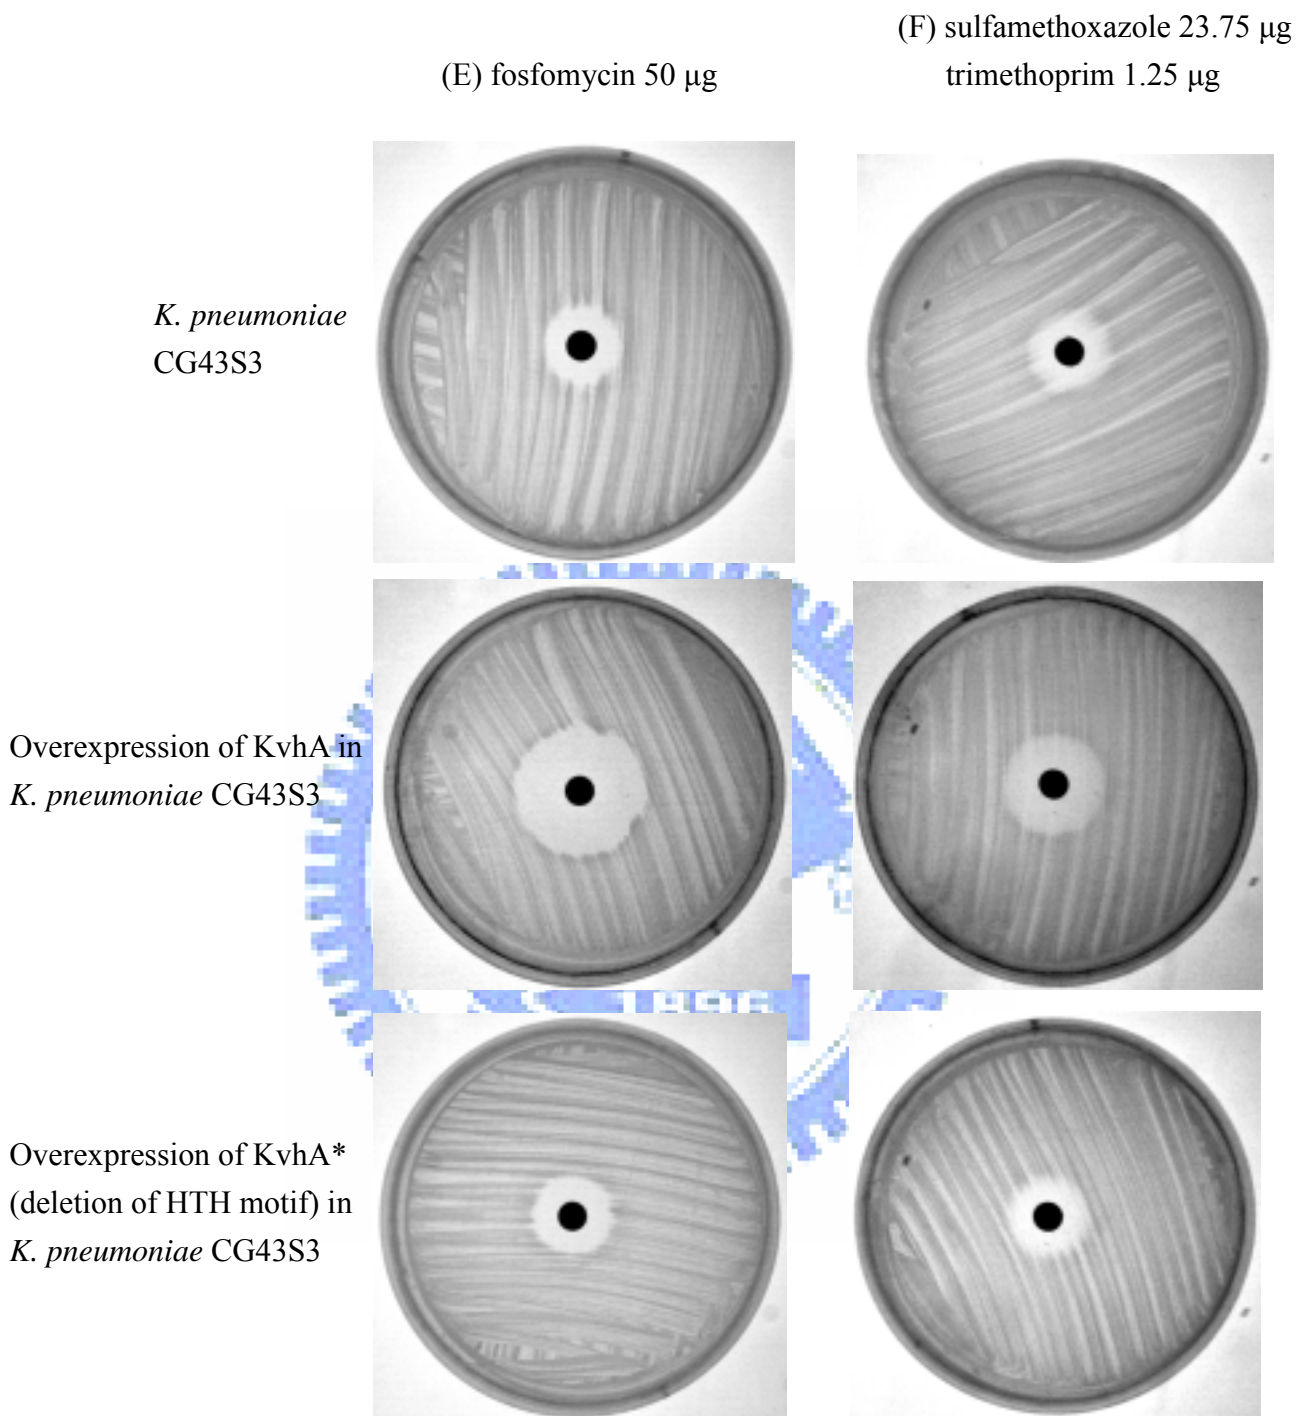 (F) sulfamethoxazole 23.75 μg
(E) fosfomycin 50 μg
trimethoprim 1.25 μg
K. pneumoniae
CG43S3
Overexpression of KvhA in
K. pneumoniae CG43S3
1896
Overexpression of KvhA*
(deletion of HTH motif) in
K. pneumoniae CG43S3